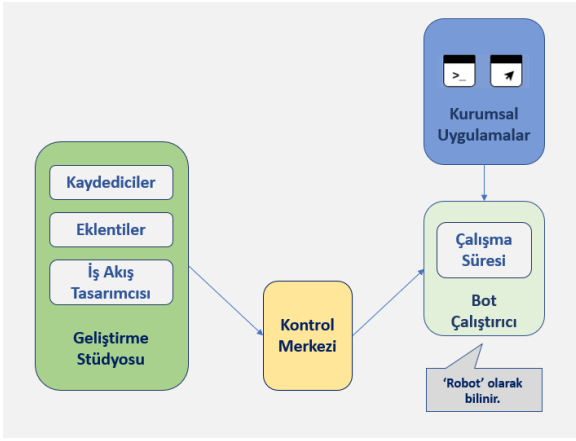 Kaydediciler
Eklentiler
İş Akış
Tasarımcısı
Geliştirme
Stüdyosu
Kontrol
Merkezi
>_
Kurumsal
Uygulamalar
Çalışma
Süresi
Bot
Çalıştırıcı
‘Robot’ olarak
bilinir.